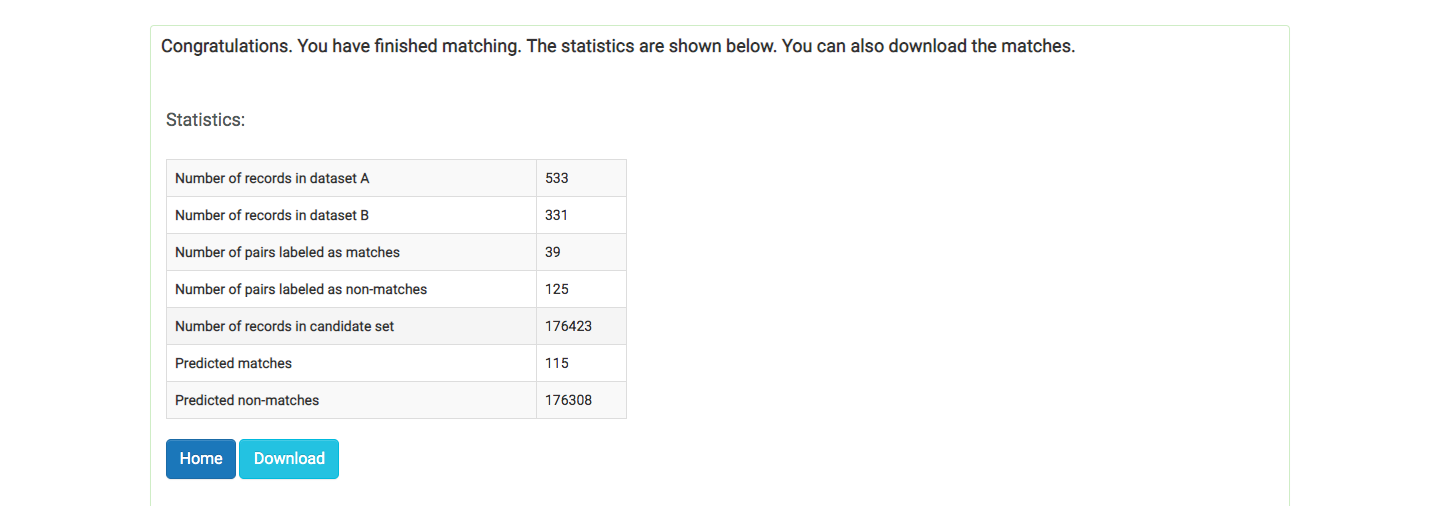 Congratulations. You have finished matching. The statistics are shown below. You can also download the matches.
Statistics:
Number of records in dataset A 533
Number of records in dataset B 331
Number of pairs labeled as matches 39
Number of pairs labeled as non-matches 125
Number of records in candidate set 176423
Predicted matches 115
Predicted non-matches 176308
Home Download